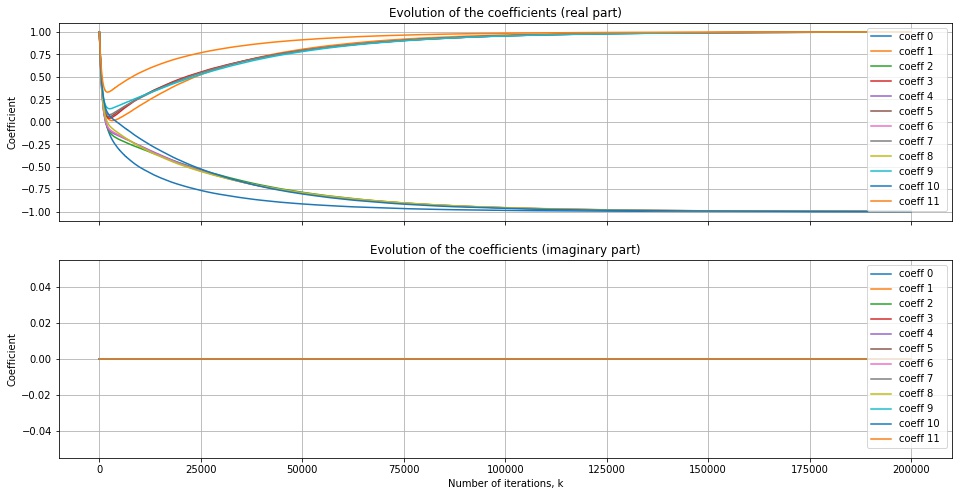 Evolution of the coefficients (real part)
1.00
0.75
0.50
0.25
0.00
−0.25
−0.50
−0.75
−1.00
Coefficient
coeff 0
coeff 1
coeff 2
coeff 3
coeff 4
coeff 5
coeff 6
coeff 7
coeff 8
coeff 9
coeff 10
coeff 11
Evolution of the coefficients (imaginary part)
0.04
0.02
0.00
−0.02
−0.04
Coefficient
coeff 0
coeff 1
coeff 2
coeff 3
coeff 4
coeff 5
coeff 6
coeff 7
coeff 8
coeff 9
coeff 10
coeff 11
0 25000 50000 75000 100000 125000 150000 175000 200000
Number of iterations, k